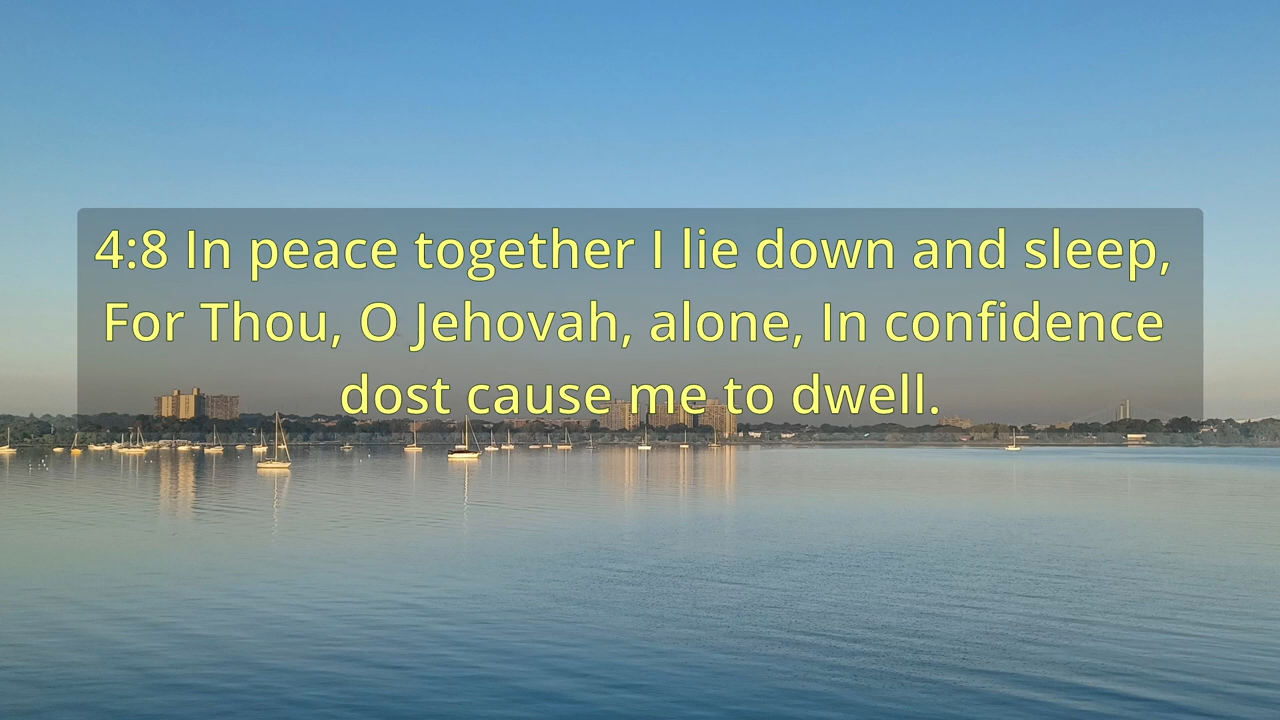 4:8 In peace together I lie down and sleep,
For Thou, O Jehovah, alone, In confidence
dost cause me to dwell.